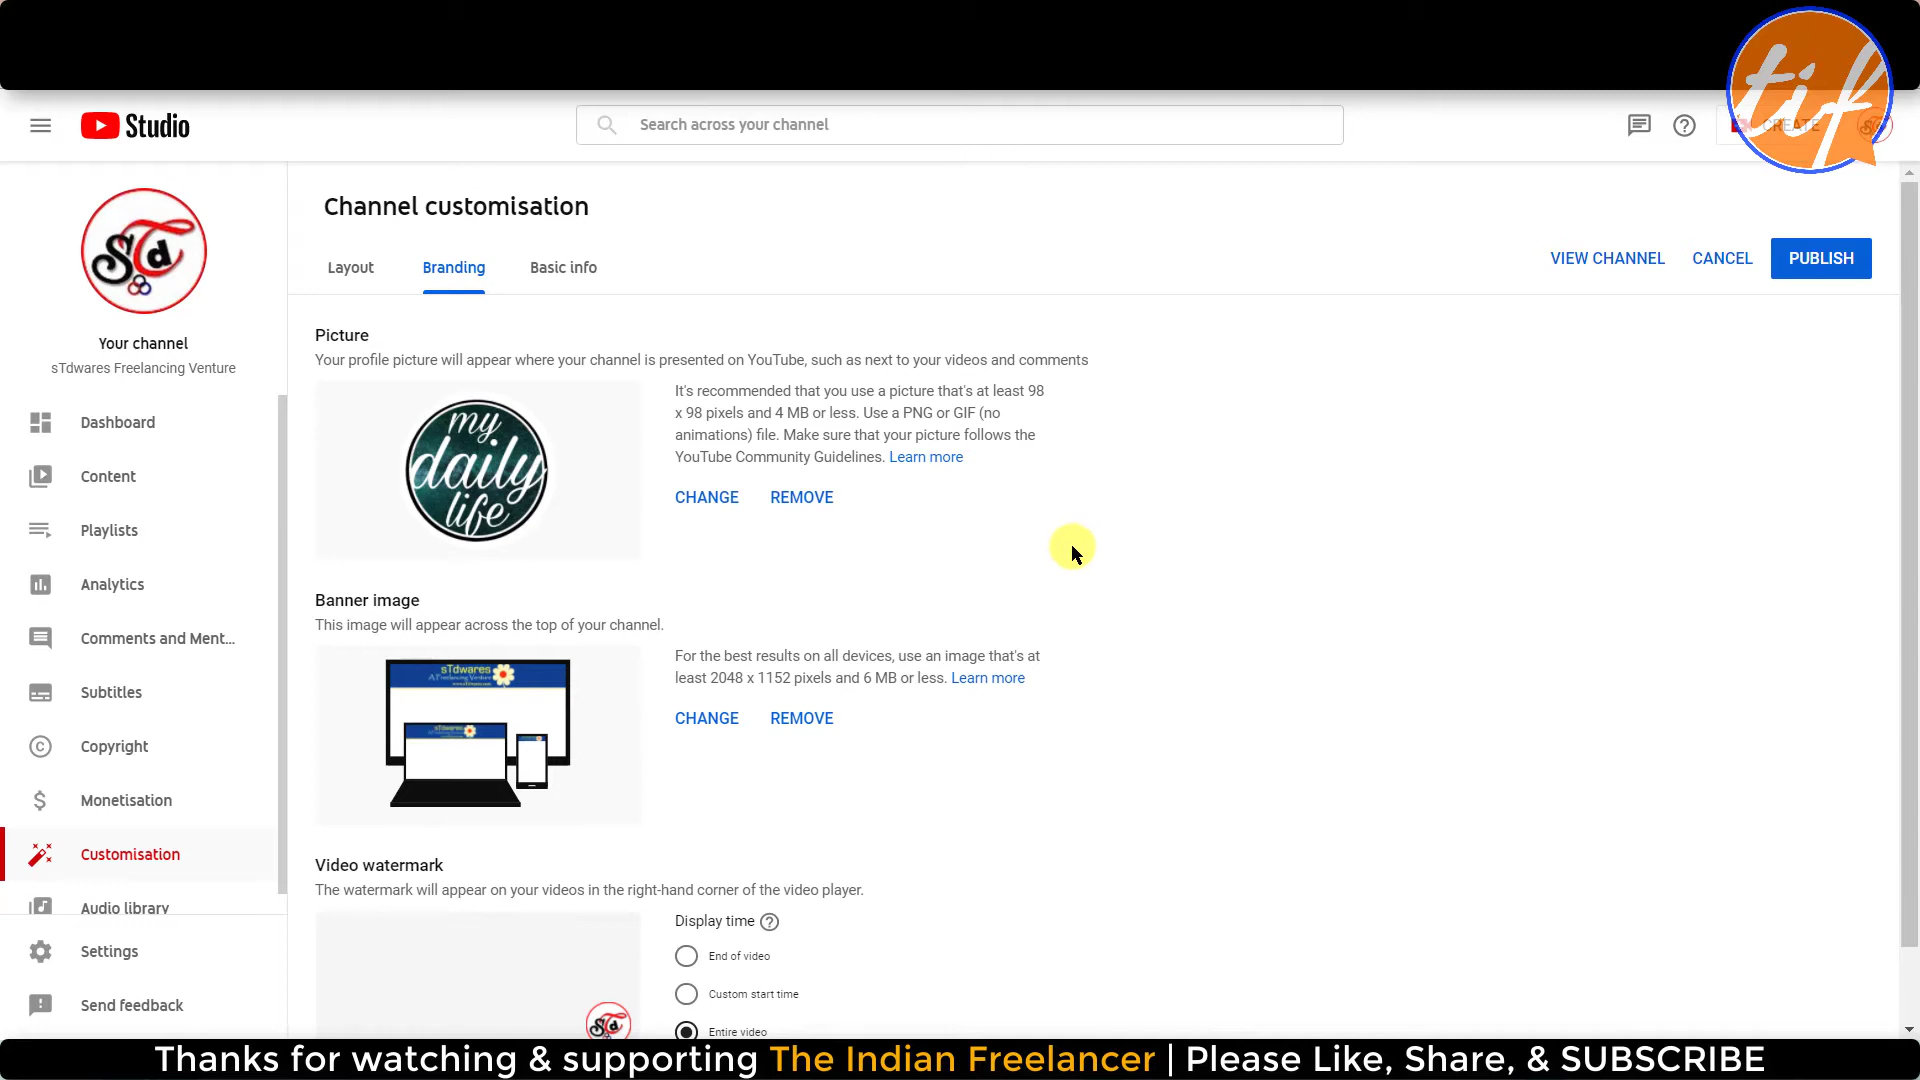 tif
Studio
Search across your channel
CREATE
Channel customisation
Layout
Branding
Basic info
VIEW CHANNEL
CANCEL
PUBLISH
sTd
Your channel
sTdwares Freelancing Venture
Dashboard
Content
Playlists
Analytics
Comments and Ment...
Subtitles
Copyright
Monetisation
Customisation
Audio library
Settings
Send feedback
Picture
Your profile picture will appear where your channel is presented on YouTube, such as next to your videos and comments
my
daily
life
It's recommended that you use a picture that's at least 98
x 98 pixels and 4 MB or less. Use a PNG or GIF (no
animations) file. Make sure that your picture follows the
YouTube Community Guidelines. Learn more
CHANGE
REMOVE
Banner image
This image will appear across the top of your channel.
sTdwares
A Freelancing Venture
For the best results on all devices, use an image that's at
least 2048 x 1152 pixels and 6 MB or less. Learn more
CHANGE
REMOVE
Video watermark
The watermark will appear on your videos in the right-hand corner of the video player.
sTd
Display time
End of video
Custom start time
Entire video
Thanks for watching & supporting The Indian Freelancer | Please Like, Share, & SUBSCRIBE